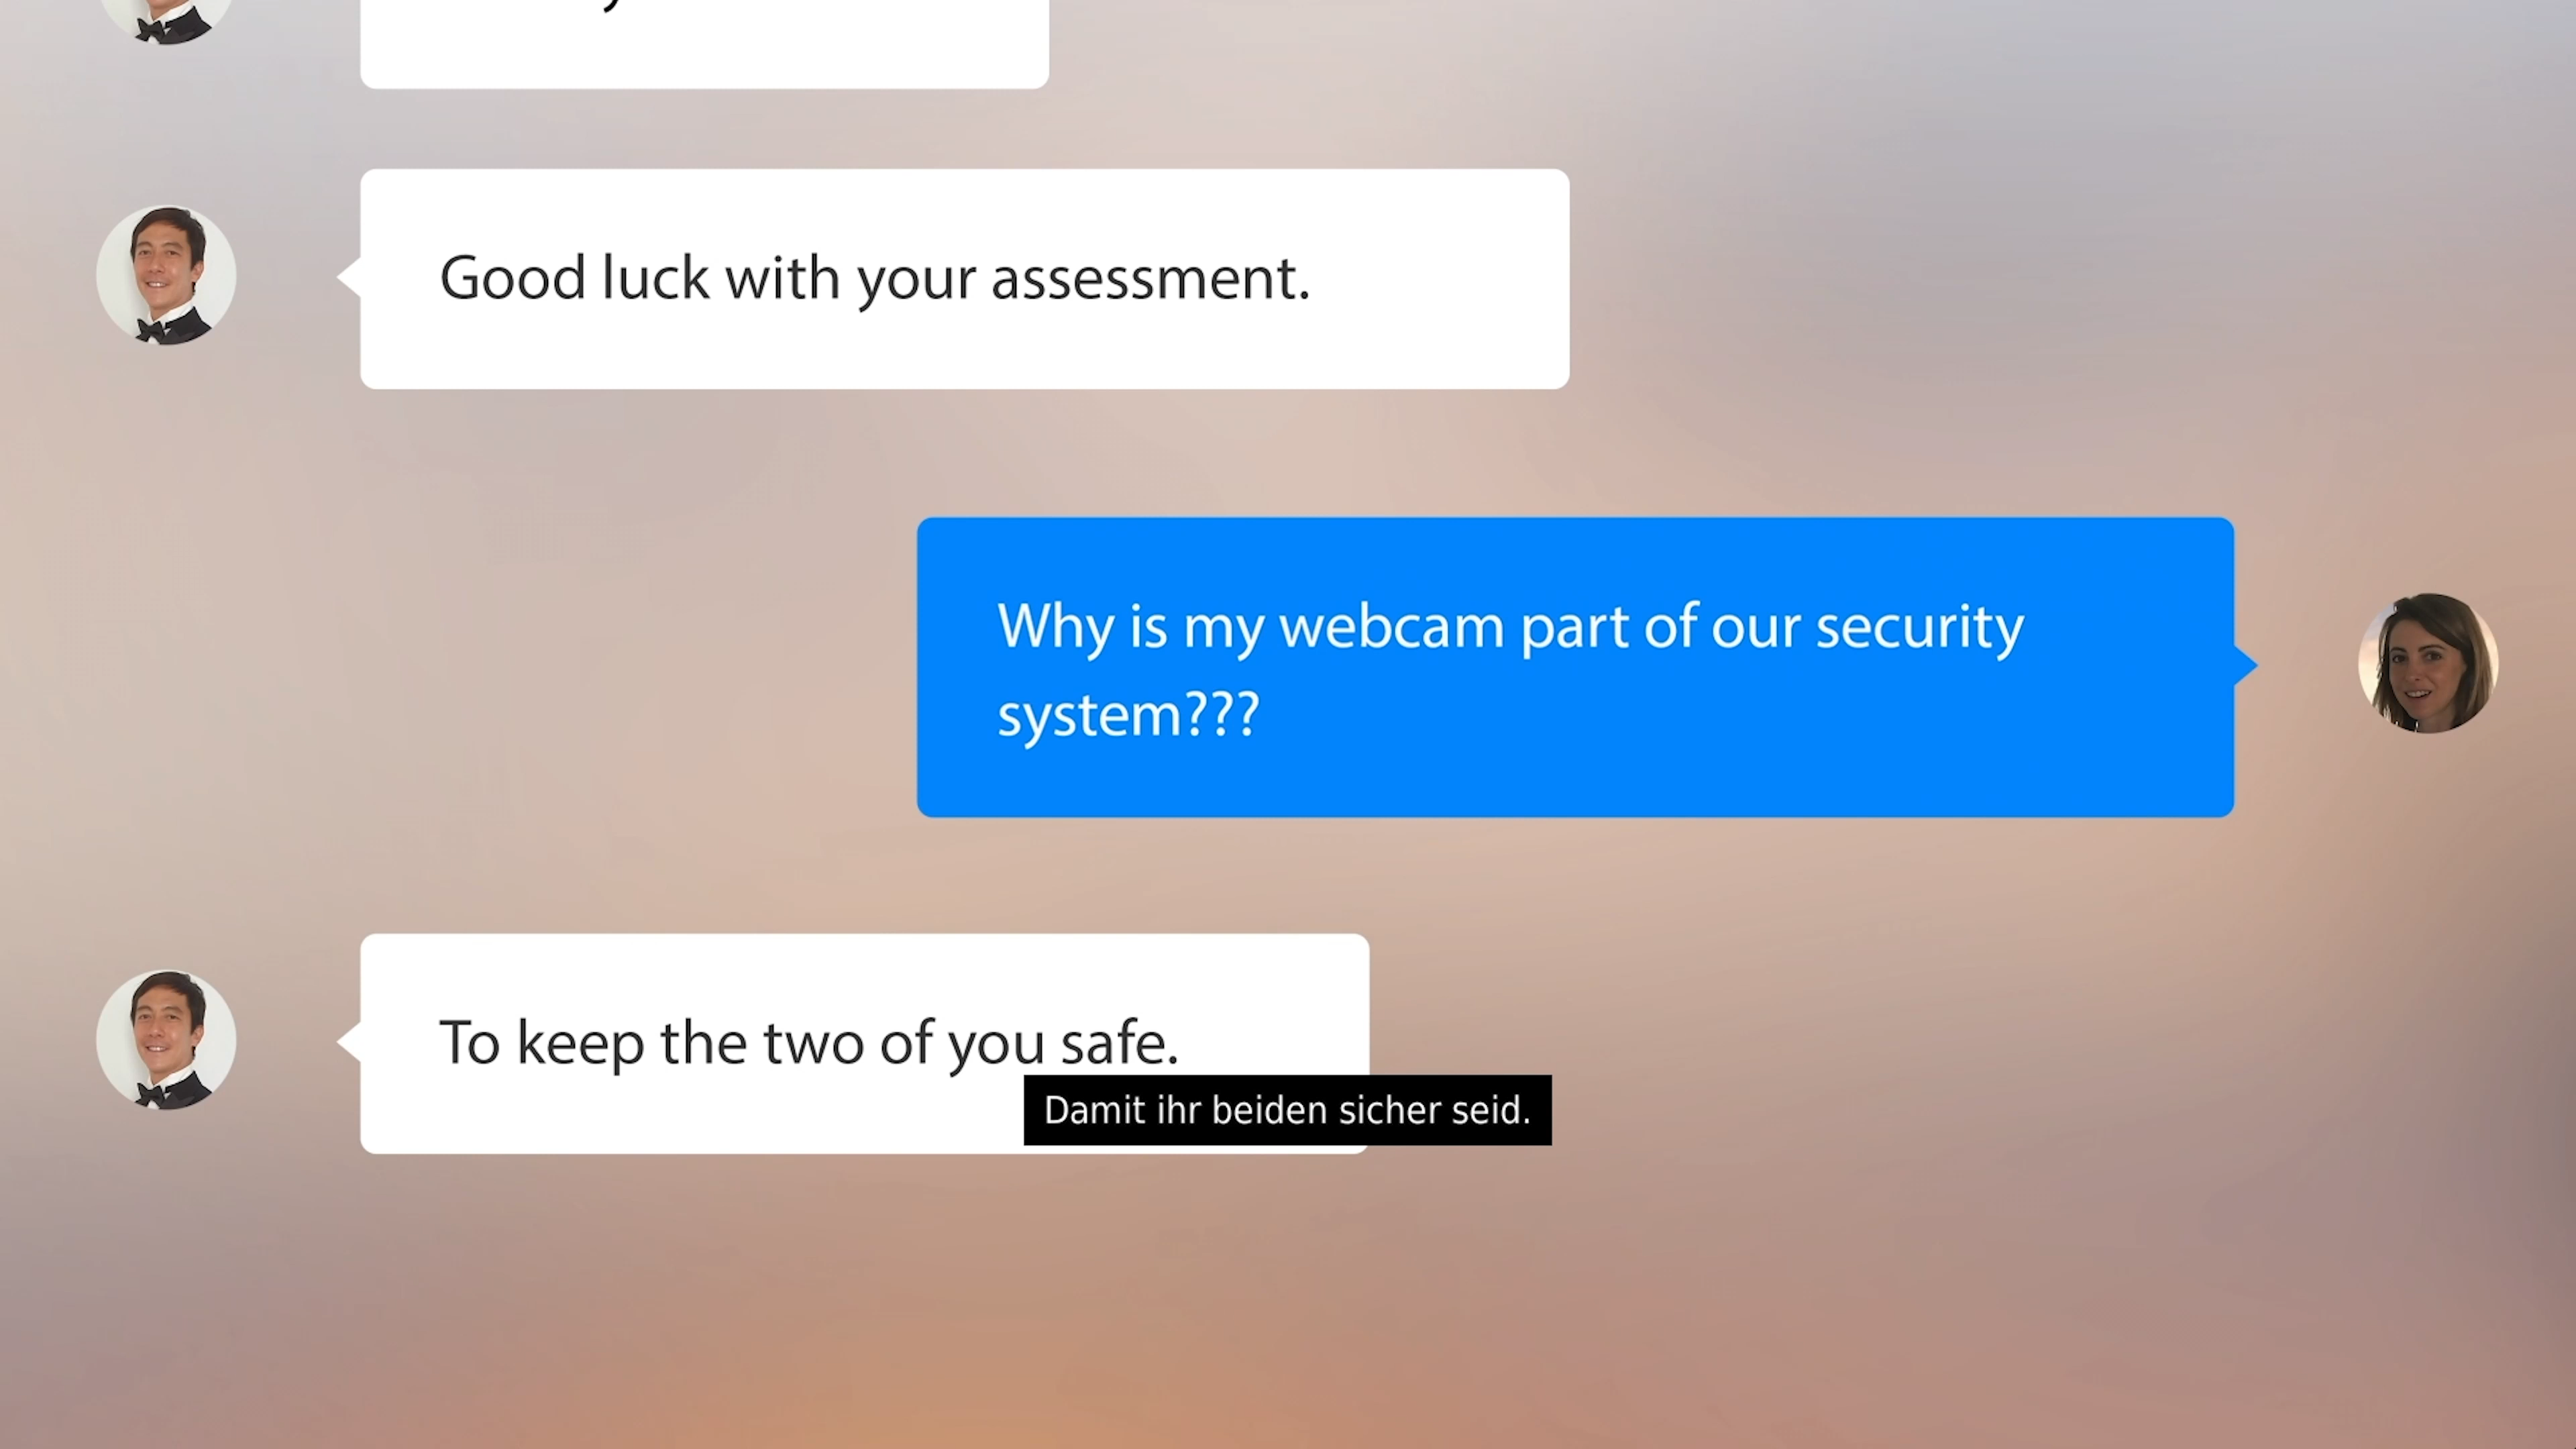 Good luck with your assessment.
Why is my webcam part of our security
system???
To keep the two of you safe.
Damit ihr beiden sicher seid.